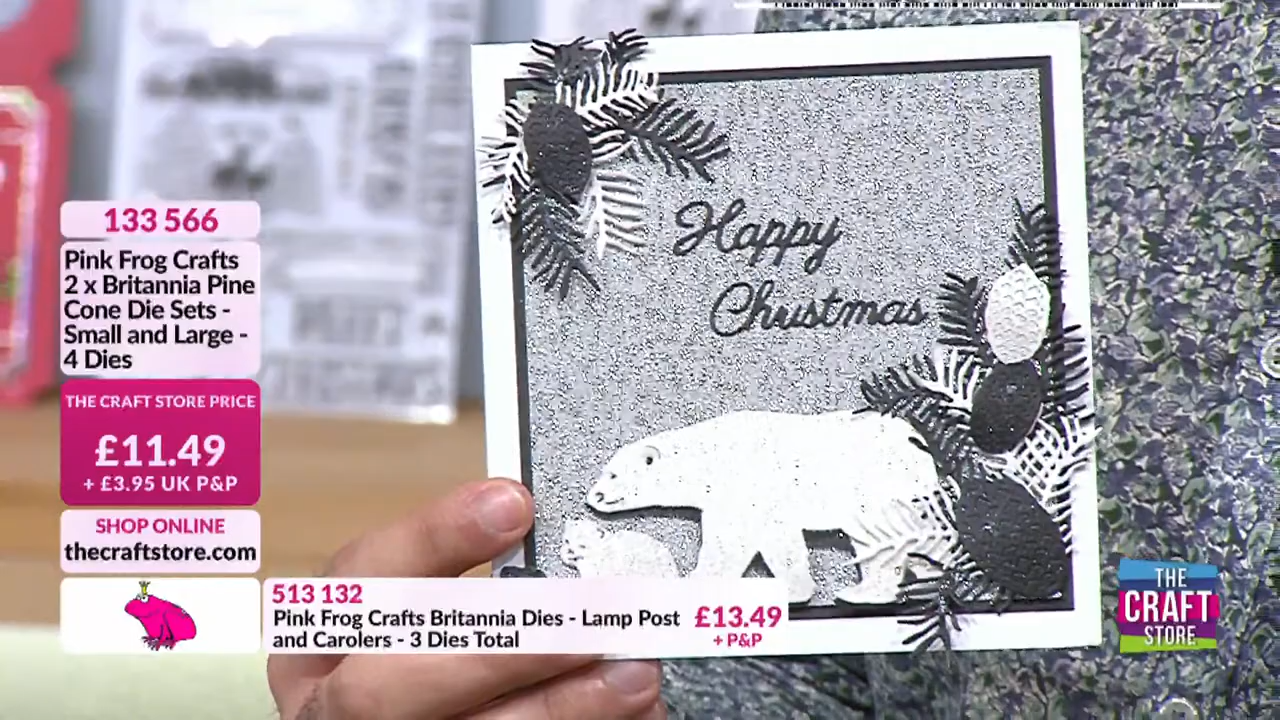 133 566
Pink Frog Crafts
2 x Britannia Pine
Cone Die Sets -
Small and Large -
4 Dies
THE CRAFT STORE PRICE
£11.49
+ £3.95 UK P&P
SHOP ONLINE
thecraftstore.com
Happy
Christmas
513 132
Pink Frog Crafts Britannia Dies - Lamp Post
and Carolers - 3 Dies Total
£13.49
+ P&P
THE
CRAFT
STORE